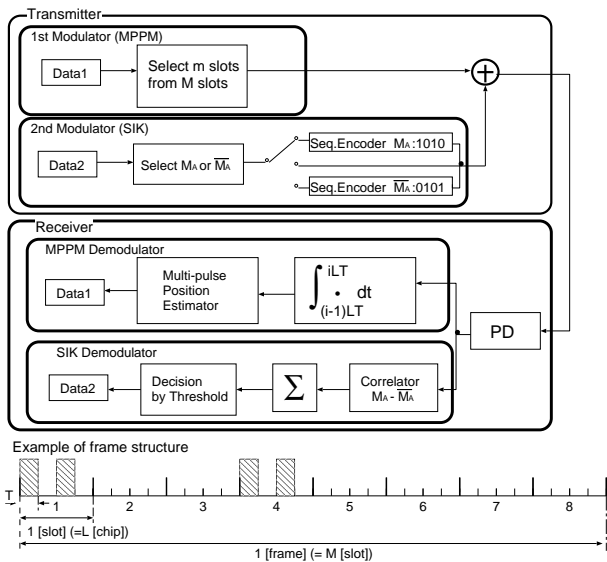 Transmitter
1st Modulator (MPPM)
Data1
Select m slots
from M slots
+
2nd Modulator (SIK)
Data2
Select MA or M̅A̅
Seq.Encoder MA:1010
Seq.Encoder M̅A̅:0101
Receiver
MPPM Demodulator
Data1
Multi-pulse
Position
Estimator
∫ iLT (i-1)LT · dt
PD
SIK Demodulator
Data2
Decision
by Threshold
Σ
Correlator
MA - M̅A̅
Example of frame structure
T
1 2 3 4 5 6 7 8
1 [slot] (=L [chip])
1 [frame] (= M [slot])